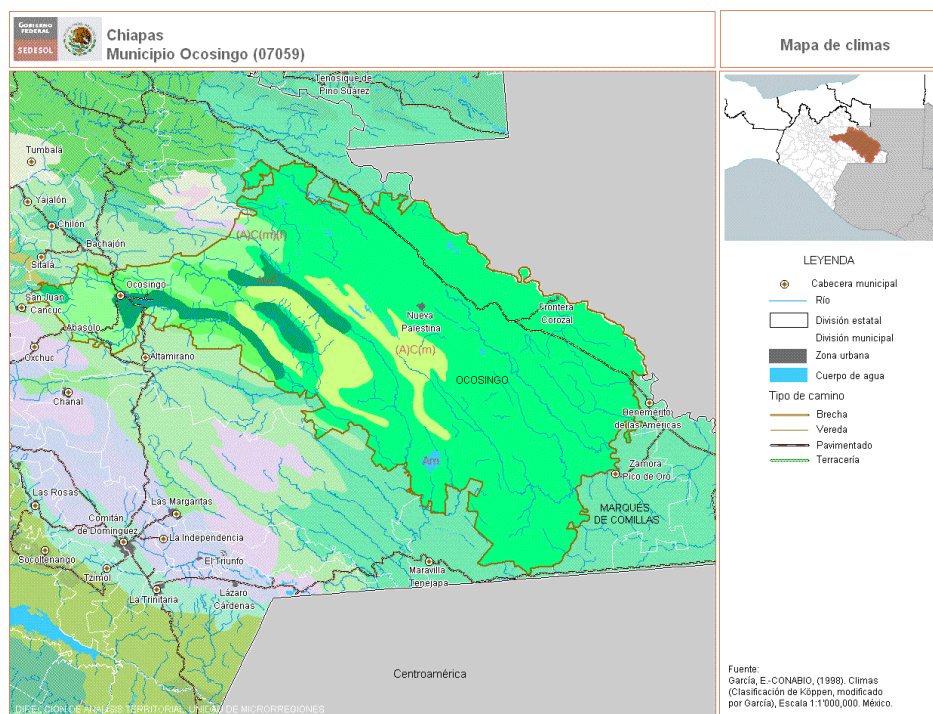 GOBIERNO
FEDERAL
SEDESOL
Chiapas
Municipio Ocosingo (07059)
Mapa de climas
Tenosique de
Pino Suárez
Tumbala
Yajalón
Chilón
Bachajón
Sitalá
Ocosingo
San Juan
Cancuc
Abasolo
Oxchuc
Altamirano
Chanal
(A)C(m)(f)
Nueva
Palestina
(A)C(m)
Frontera
Corozal
OCOSINGO
Benemérito
de las Américas
Am
Zamora
Pico de Oro
MARQUÉS
DE COMILLAS
Las Rosas
Las Margaritas
Comitán
de Domínguez
La Independencia
Socoltenango
El Triunfo
Tzimol
Maravilla
Tenejapa
La Trinitaria
Lázaro
Cárdenas
Centroamérica
DIRECCIÓN DE ANÁLISIS TERRITORIAL, UNIDAD DE MICRORREGIONES
LEYENDA
Cabecera municipal
Río
División estatal
División municipal
Zona urbana
Cuerpo de agua
Tipo de camino
Brecha
Vereda
Pavimentado
Terracería
Fuente:
García, E.-CONABIO, (1998). Climas
(Clasificación de Köppen, modificado
por García), Escala 1:1'000,000. México.